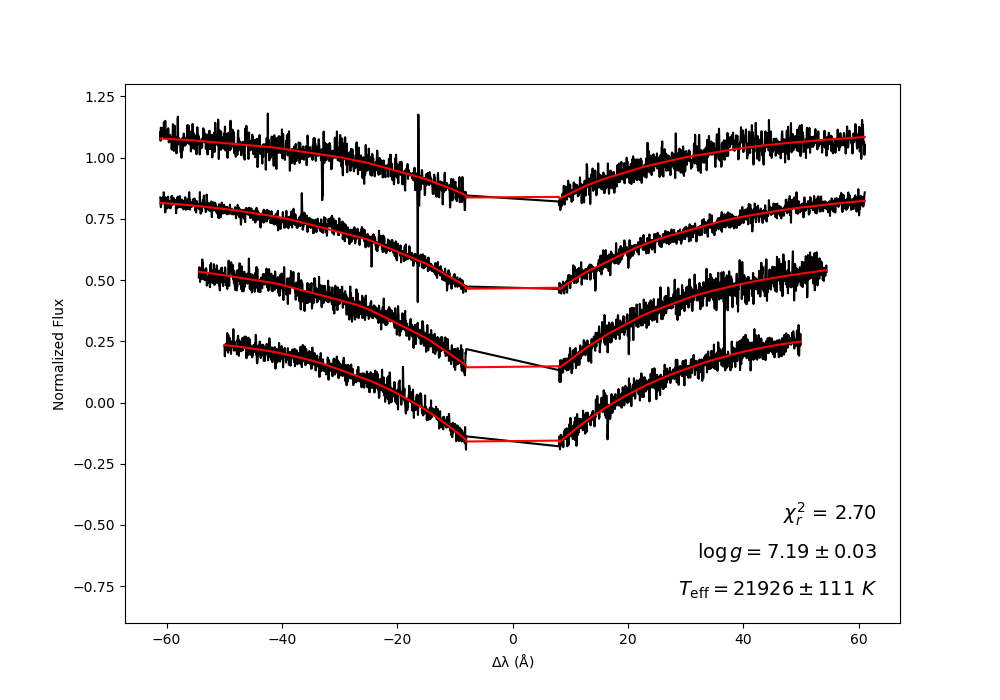 1.25
1.00
0.75
0.50
0.25
0.00
−0.25
−0.50
−0.75
Normalized Flux
χ²ᵣ = 2.70
log g = 7.19 ± 0.03
T_eff = 21926 ± 111 K
−60 −40 −20 0 20 40 60
Δλ (Å)